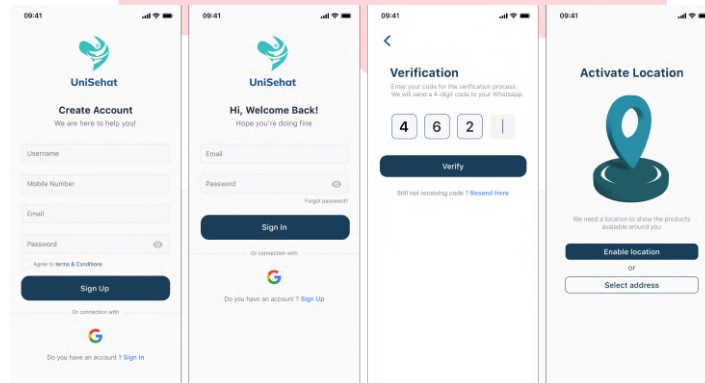 09:41
UniSehat
Create Account
We are here to help you!
Username
Mobile Number
Email
Password
Agree to terms & Conditions
Sign Up
Or connection with
G
Do you have an account ? Sign In
09:41
UniSehat
Hi, Welcome Back!
Hope you're doing fine
Email
Password
Forgot password?
Sign In
Or connection with
G
Do you have an account ? Sign Up
09:41
Verification
Enter your code for the verification process.
We will send a 4-digit code to your Whatsapp.
4 6 2
Verify
Still not receiving code ? Resend Here
09:41
Activate Location
We need a location to show the products
available around you
Enable location
or
Select address